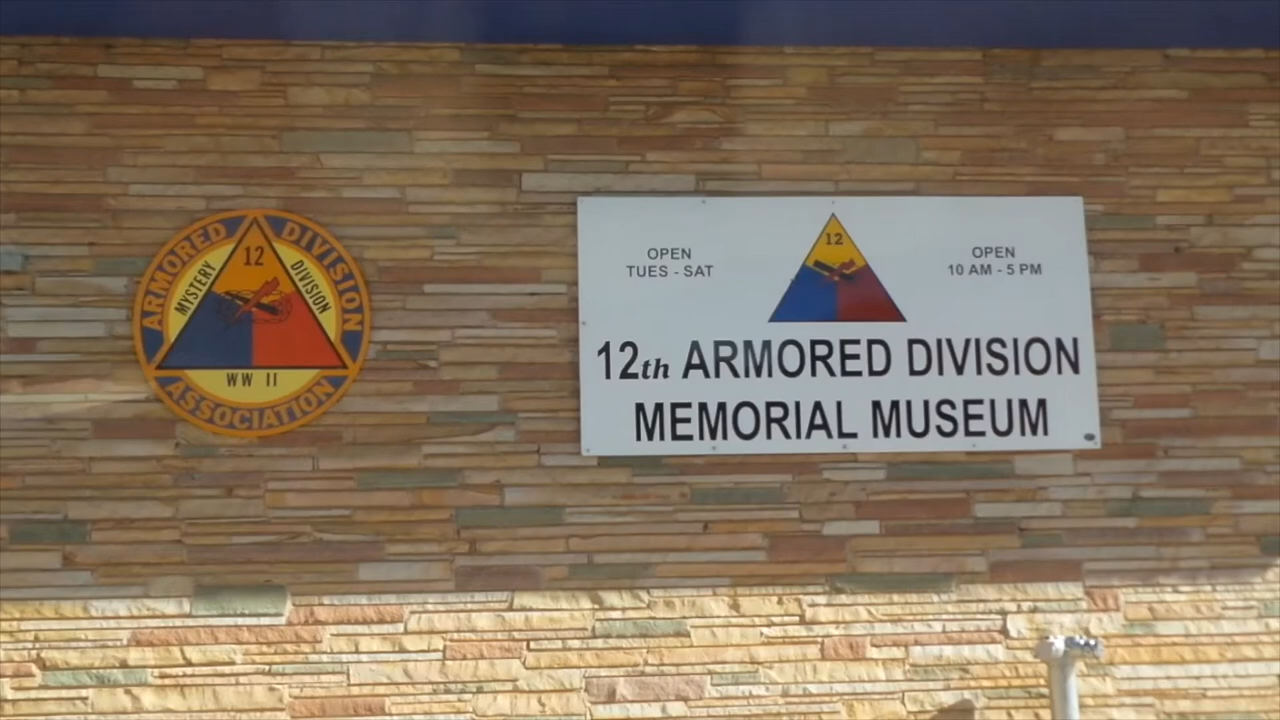 ARMORED DIVISION
12
MYSTERY DIVISION
WW II
ASSOCIATION
12
OPEN
TUES - SAT
OPEN
10 AM - 5 PM
12th ARMORED DIVISION
MEMORIAL MUSEUM